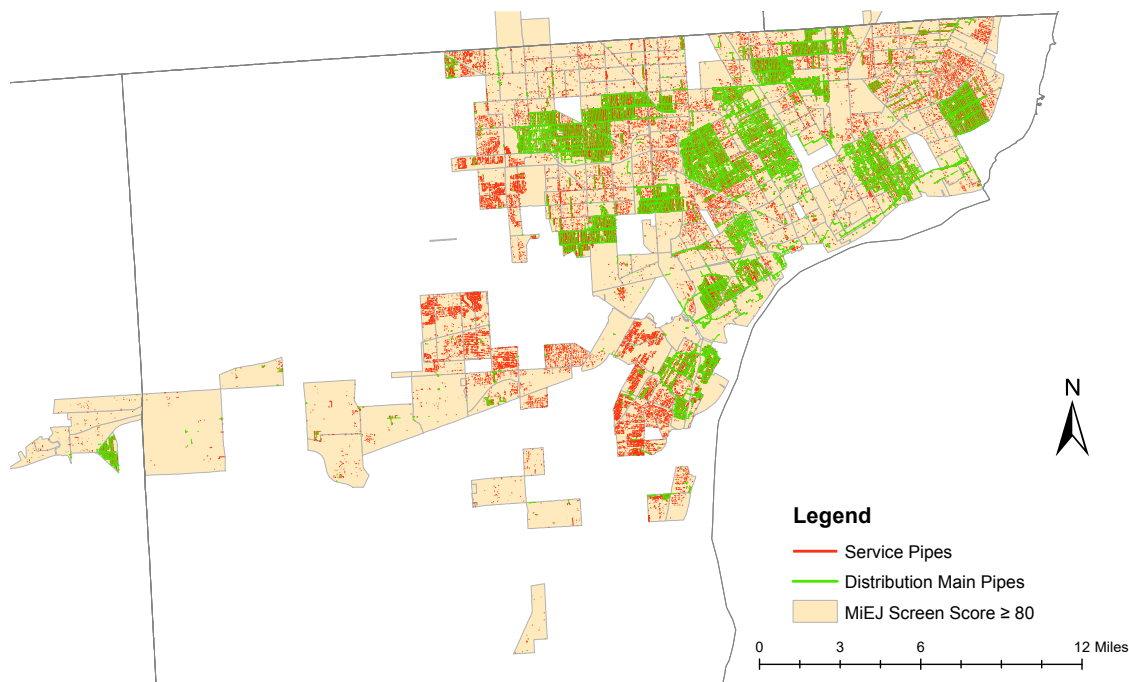 N
Legend
Service Pipes
Distribution Main Pipes
MiEJ Screen Score ≥ 80
0 3 6 12 Miles